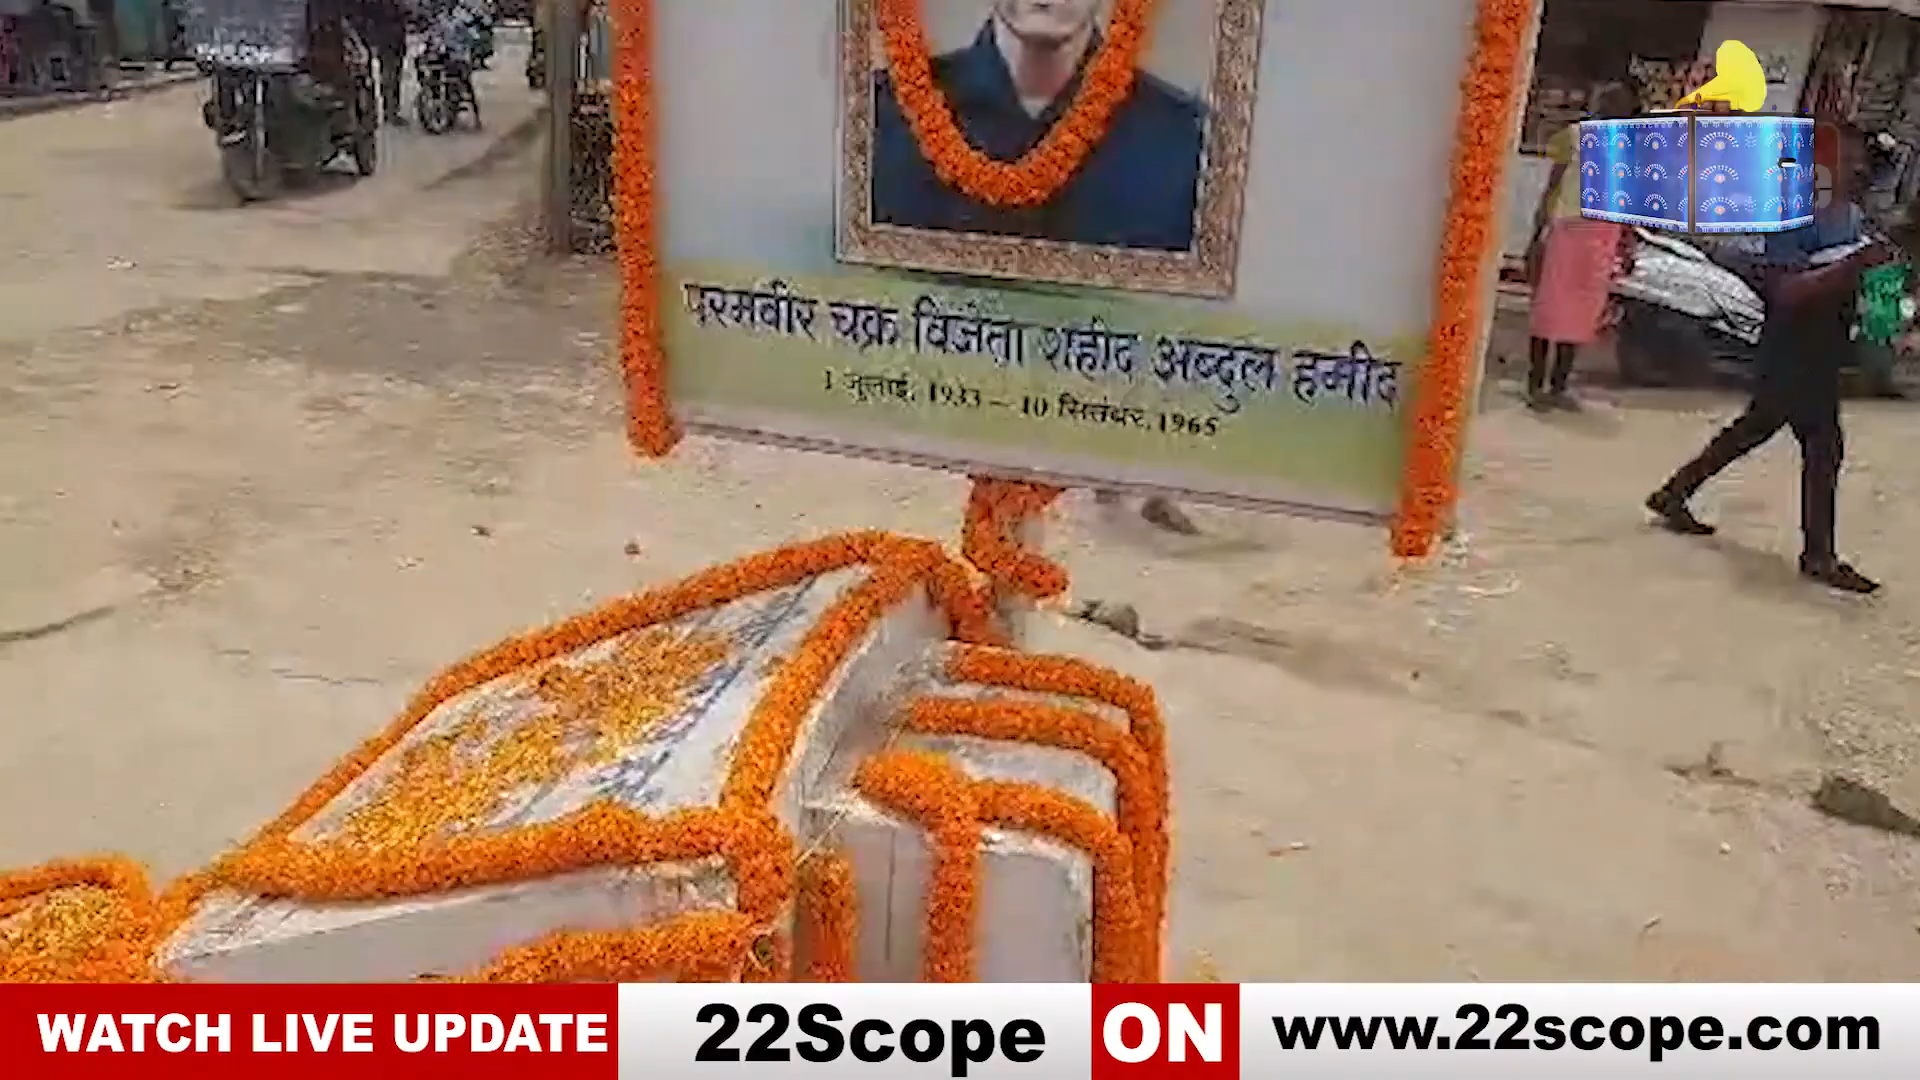 परमवीर चक्र विजेता शहीद अब्दुल हमीद
1 जुलाई, 1933 – 10 सितंबर, 1965
WATCH LIVE UPDATE 22Scope ON www.22scope.com